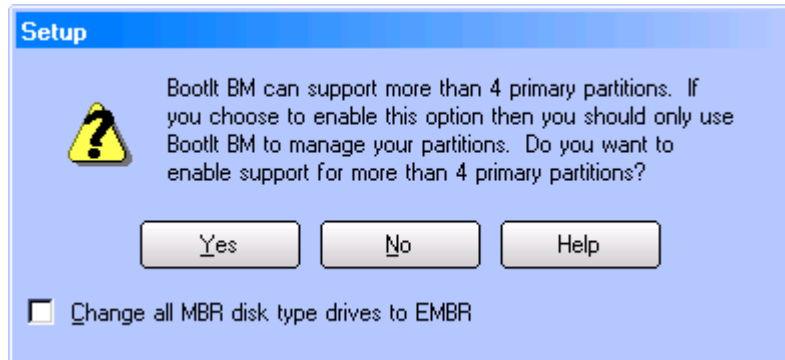 Setup
BootIt BM can support more than 4 primary partitions. If
you choose to enable this option then you should only use
BootIt BM to manage your partitions. Do you want to
enable support for more than 4 primary partitions?
Yes
No
Help
Change all MBR disk type drives to EMBR